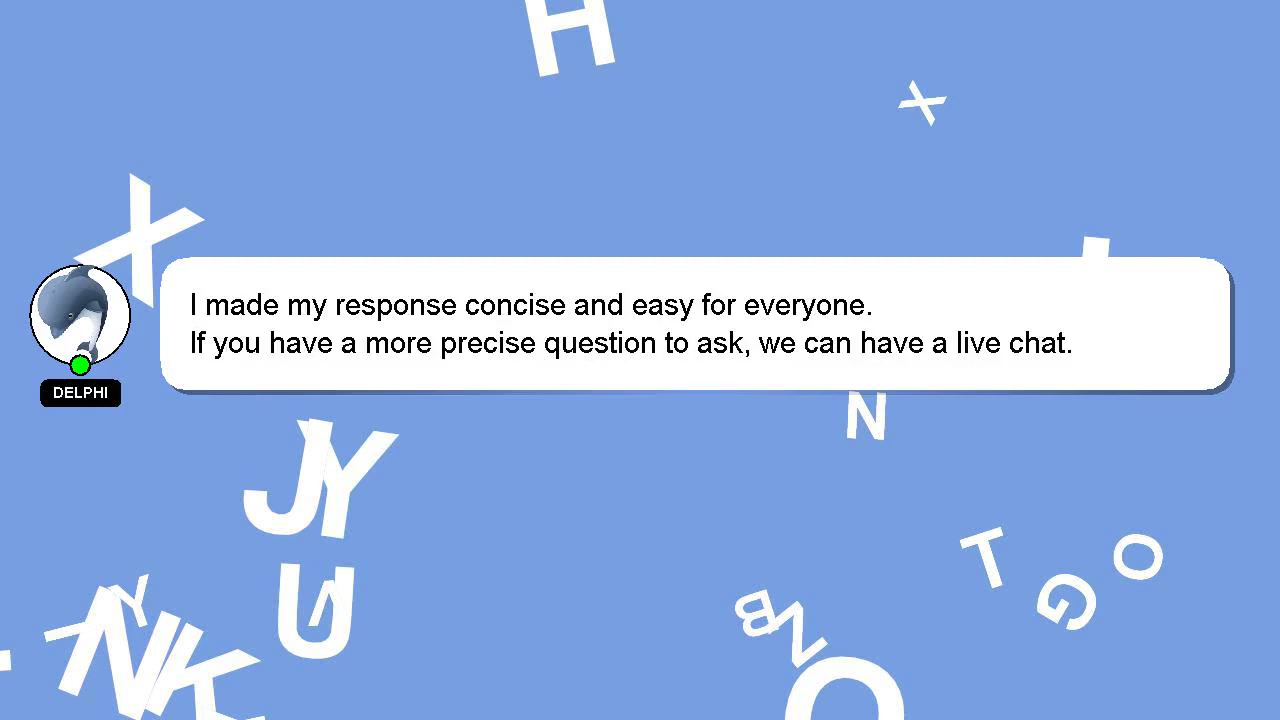 H
X
X
I made my response concise and easy for everyone.
If you have a more precise question to ask, we can have a live chat.
DELPHI
N
J
Y
T
O
G
U
Y
B
Z
N
K
O